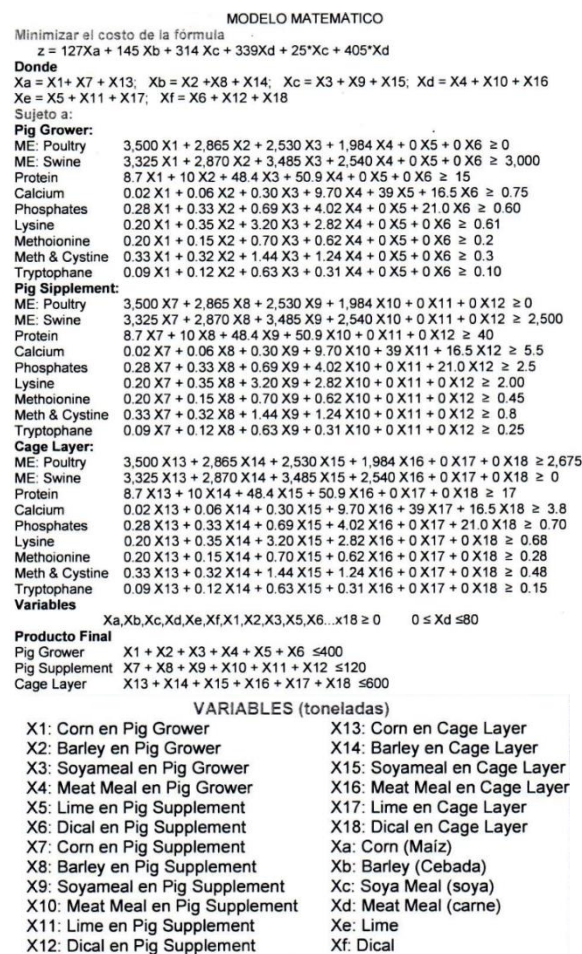 MODELO MATEMATICO
Minimizar el costo de la fórmula
z = 127Xa + 145 Xb + 314 Xc + 339Xd + 25*Xc + 405*Xd
Donde
Xa = X1+ X7 + X13; Xb = X2 +X8 + X14; Xc = X3 + X9 + X15; Xd = X4 + X10 + X16
Xe = X5 + X11 + X17; Xf = X6 + X12 + X18
Sujeto a:
Pig Grower:
ME: Poultry 3,500 X1 + 2,865 X2 + 2,530 X3 + 1,984 X4 + 0 X5 + 0 X6 ≥ 0
ME: Swine 3,325 X1 + 2,870 X2 + 3,485 X3 + 2,540 X4 + 0 X5 + 0 X6 ≥ 3,000
Protein 8.7 X1 + 10 X2 + 48.4 X3 + 50.9 X4 + 0 X5 + 0 X6 ≥ 15
Calcium 0.02 X1 + 0.06 X2 + 0.30 X3 + 9.70 X4 + 39 X5 + 16.5 X6 ≥ 0.75
Phosphates 0.28 X1 + 0.33 X2 + 0.69 X3 + 4.02 X4 + 0 X5 + 21.0 X6 ≥ 0.60
Lysine 0.20 X1 + 0.35 X2 + 3.20 X3 + 2.82 X4 + 0 X5 + 0 X6 ≥ 0.61
Methoionine 0.20 X1 + 0.15 X2 + 0.70 X3 + 0.62 X4 + 0 X5 + 0 X6 ≥ 0.2
Meth & Cystine 0.33 X1 + 0.32 X2 + 1.44 X3 + 1.24 X4 + 0 X5 + 0 X6 ≥ 0.3
Tryptophane 0.09 X1 + 0.12 X2 + 0.63 X3 + 0.31 X4 + 0 X5 + 0 X6 ≥ 0.10
Pig Sipplement:
ME: Poultry 3,500 X7 + 2,865 X8 + 2,530 X9 + 1,984 X10 + 0 X11 + 0 X12 ≥ 0
ME: Swine 3,325 X7 + 2,870 X8 + 3,485 X9 + 2,540 X10 + 0 X11 + 0 X12 ≥ 2,500
Protein 8.7 X7 + 10 X8 + 48.4 X9 + 50.9 X10 + 0 X11 + 0 X12 ≥ 40
Calcium 0.02 X7 + 0.06 X8 + 0.30 X9 + 9.70 X10 + 39 X11 + 16.5 X12 ≥ 5.5
Phosphates 0.28 X7 + 0.33 X8 + 0.69 X9 + 4.02 X10 + 0 X11 + 21.0 X12 ≥ 2.5
Lysine 0.20 X7 + 0.35 X8 + 3.20 X9 + 2.82 X10 + 0 X11 + 0 X12 ≥ 2.00
Methoionine 0.20 X7 + 0.15 X8 + 0.70 X9 + 0.62 X10 + 0 X11 + 0 X12 ≥ 0.45
Meth & Cystine 0.33 X7 + 0.32 X8 + 1.44 X9 + 1.24 X10 + 0 X11 + 0 X12 ≥ 0.8
Tryptophane 0.09 X7 + 0.12 X8 + 0.63 X9 + 0.31 X10 + 0 X11 + 0 X12 ≥ 0.25
Cage Layer:
ME: Poultry 3,500 X13 + 2,865 X14 + 2,530 X15 + 1,984 X16 + 0 X17 + 0 X18 ≥ 2,675
ME: Swine 3,325 X13 + 2,870 X14 + 3,485 X15 + 2,540 X16 + 0 X17 + 0 X18 ≥ 0
Protein 8.7 X13 + 10 X14 + 48.4 X15 + 50.9 X16 + 0 X17 + 0 X18 ≥ 17
Calcium 0.02 X13 + 0.06 X14 + 0.30 X15 + 9.70 X16 + 39 X17 + 16.5 X18 ≥ 3.8
Phosphates 0.28 X13 + 0.33 X14 + 0.69 X15 + 4.02 X16 + 0 X17 + 21.0 X18 ≥ 0.70
Lysine 0.20 X13 + 0.35 X14 + 3.20 X15 + 2.82 X16 + 0 X17 + 0 X18 ≥ 0.68
Methoionine 0.20 X13 + 0.15 X14 + 0.70 X15 + 0.62 X16 + 0 X17 + 0 X18 ≥ 0.28
Meth & Cystine 0.33 X13 + 0.32 X14 + 1.44 X15 + 1.24 X16 + 0 X17 + 0 X18 ≥ 0.48
Tryptophane 0.09 X13 + 0.12 X14 + 0.63 X15 + 0.31 X16 + 0 X17 + 0 X18 ≥ 0.15
Variables
Xa,Xb,Xc,Xd,Xe,Xf,X1,X2,X3,X5,X6...x18 ≥ 0 0 ≤ Xd ≤80
Producto Final
Pig Grower X1 + X2 + X3 + X4 + X5 + X6 ≤400
Pig Supplement X7 + X8 + X9 + X10 + X11 + X12 ≤120
Cage Layer X13 + X14 + X15 + X16 + X17 + X18 ≤600
VARIABLES (toneladas)
X1: Corn en Pig Grower
X2: Barley en Pig Grower
X3: Soyameal en Pig Grower
X4: Meat Meal en Pig Grower
X5: Lime en Pig Supplement
X6: Dical en Pig Supplement
X7: Corn en Pig Supplement
X8: Barley en Pig Supplement
X9: Soyameal en Pig Supplement
X10: Meat Meal en Pig Supplement
X11: Lime en Pig Supplement
X12: Dical en Pig Supplement
X13: Corn en Cage Layer
X14: Barley en Cage Layer
X15: Soyameal en Cage Layer
X16: Meat Meal en Cage Layer
X17: Lime en Cage Layer
X18: Dical en Cage Layer
Xa: Corn (Maíz)
Xb: Barley (Cebada)
Xc: Soya Meal (soya)
Xd: Meat Meal (carne)
Xe: Lime
Xf: Dical